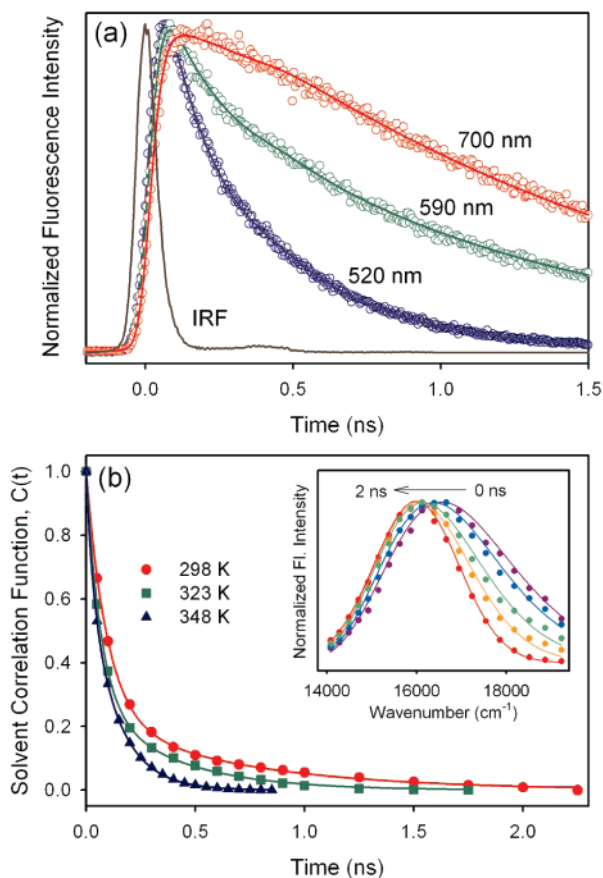 (a)
Normalized Fluorescence Intensity
700 nm
590 nm
520 nm
IRF
0.0 0.5 1.0 1.5
Time (ns)
(b)
Solvent Correlation Function, C(t)
1.0
0.8
0.6
0.4
0.2
0.0
298 K
323 K
348 K
2 ns 0 ns
Normalized Fl. Intensity
14000 16000 18000
Wavenumber (cm⁻¹)
0.0 0.5 1.0 1.5 2.0
Time (ns)